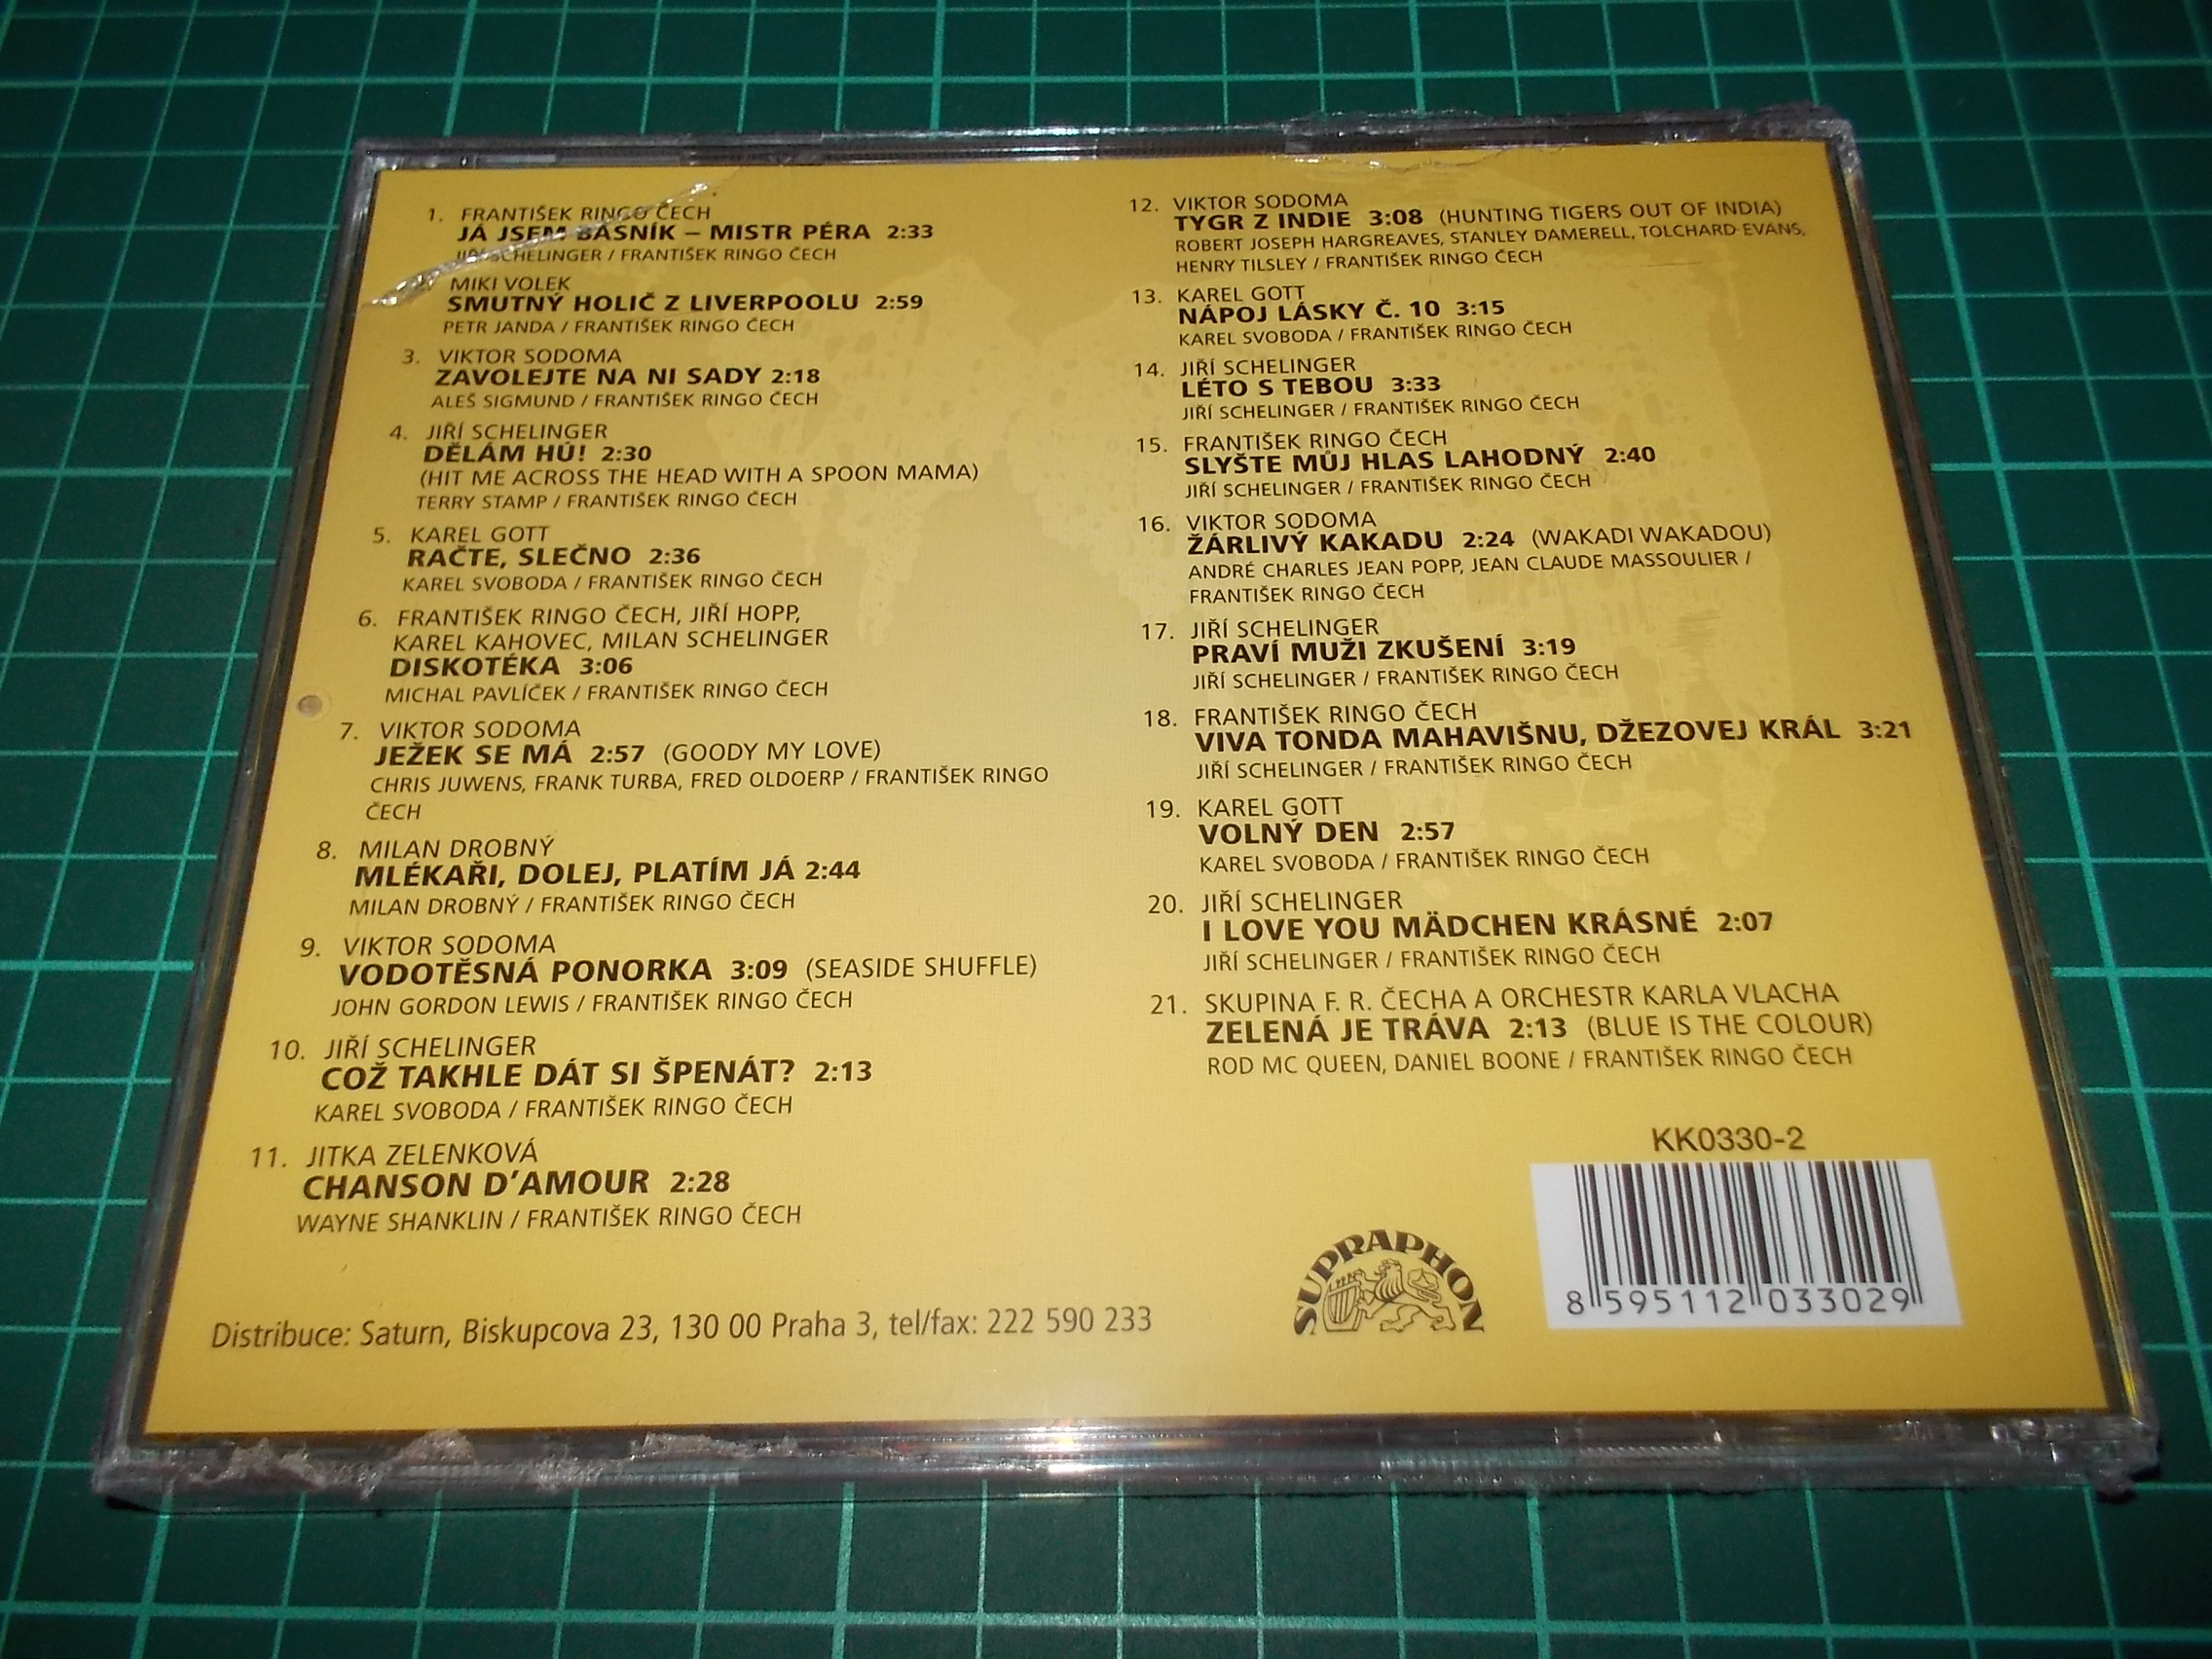 1. FRANTIŠEK RINGO ČECH
JÁ JSEM BÁSNÍK – MISTR PÉRA 2:33
JIŘÍ SCHELINGER / FRANTIŠEK RINGO ČECH
MIKI VOLEK
SMUTNÝ HOLIČ Z LIVERPOOLU 2:59
PETR JANDA / FRANTIŠEK RINGO ČECH
3. VIKTOR SODOMA
ZAVOLEJTE NA NI SADY 2:18
ALEŠ SIGMUND / FRANTIŠEK RINGO ČECH
4. JIŘÍ SCHELINGER
DĚLÁM HÚ! 2:30
(HIT ME ACROSS THE HEAD WITH A SPOON MAMA)
TERRY STAMP / FRANTIŠEK RINGO ČECH
5. KAREL GOTT
RAČTE, SLEČNO 2:36
KAREL SVOBODA / FRANTIŠEK RINGO ČECH
6. FRANTIŠEK RINGO ČECH, JIŘÍ HOPP,
KAREL KAHOVEC, MILAN SCHELINGER
DISKOTÉKA 3:06
MICHAL PAVLÍČEK / FRANTIŠEK RINGO ČECH
7. VIKTOR SODOMA
JEŽEK SE MÁ 2:57 (GOODY MY LOVE)
CHRIS JUWENS, FRANK TURBA, FRED OLDOERP / FRANTIŠEK RINGO
ČECH
8. MILAN DROBNÝ
MLÉKAŘI, DOLEJ, PLATÍM JÁ 2:44
MILAN DROBNÝ / FRANTIŠEK RINGO ČECH
9. VIKTOR SODOMA
VODOTĚSNÁ PONORKA 3:09 (SEASIDE SHUFFLE)
JOHN GORDON LEWIS / FRANTIŠEK RINGO ČECH
10. JIŘÍ SCHELINGER
COŽ TAKHLE DÁT SI ŠPENÁT? 2:13
KAREL SVOBODA / FRANTIŠEK RINGO ČECH
11. JITKA ZELENKOVÁ
CHANSON D'AMOUR 2:28
WAYNE SHANKLIN / FRANTIŠEK RINGO ČECH
12. VIKTOR SODOMA
TYGR Z INDIE 3:08 (HUNTING TIGERS OUT OF INDIA)
ROBERT JOSEPH HARGREAVES, STANLEY DAMERELL, TOLCHARD EVANS,
HENRY TILSLEY / FRANTIŠEK RINGO ČECH
13. KAREL GOTT
NÁPOJ LÁSKY Č. 10 3:15
KAREL SVOBODA / FRANTIŠEK RINGO ČECH
14. JIŘÍ SCHELINGER
LÉTO S TEBOU 3:33
JIŘÍ SCHELINGER / FRANTIŠEK RINGO ČECH
15. FRANTIŠEK RINGO ČECH
SLYŠTE MŮJ HLAS LAHODNÝ 2:40
JIŘÍ SCHELINGER / FRANTIŠEK RINGO ČECH
16. VIKTOR SODOMA
ŽÁRLIVÝ KAKADU 2:24 (WAKADI WAKADOU)
ANDRÉ CHARLES JEAN POPP, JEAN CLAUDE MASSOULIER /
FRANTIŠEK RINGO ČECH
17. JIŘÍ SCHELINGER
PRAVÍ MUŽI ZKUŠENÍ 3:19
JIŘÍ SCHELINGER / FRANTIŠEK RINGO ČECH
18. FRANTIŠEK RINGO ČECH
VIVA TONDA MAHAVIŠNU, DŽEZOVEJ KRÁL 3:21
JIŘÍ SCHELINGER / FRANTIŠEK RINGO ČECH
19. KAREL GOTT
VOLNÝ DEN 2:57
KAREL SVOBODA / FRANTIŠEK RINGO ČECH
20. JIŘÍ SCHELINGER
I LOVE YOU MÄDCHEN KRÁSNÉ 2:07
JIŘÍ SCHELINGER / FRANTIŠEK RINGO ČECH
21. SKUPINA F. R. ČECHA A ORCHESTR KARLA VLACHA
ZELENÁ JE TRÁVA 2:13 (BLUE IS THE COLOUR)
ROD MC QUEEN, DANIEL BOONE / FRANTIŠEK RINGO ČECH
KK0330-2
8 595112 033029
SUPRAPHON
Distribuce: Saturn, Biskupcova 23, 130 00 Praha 3, tel/fax: 222 590 233